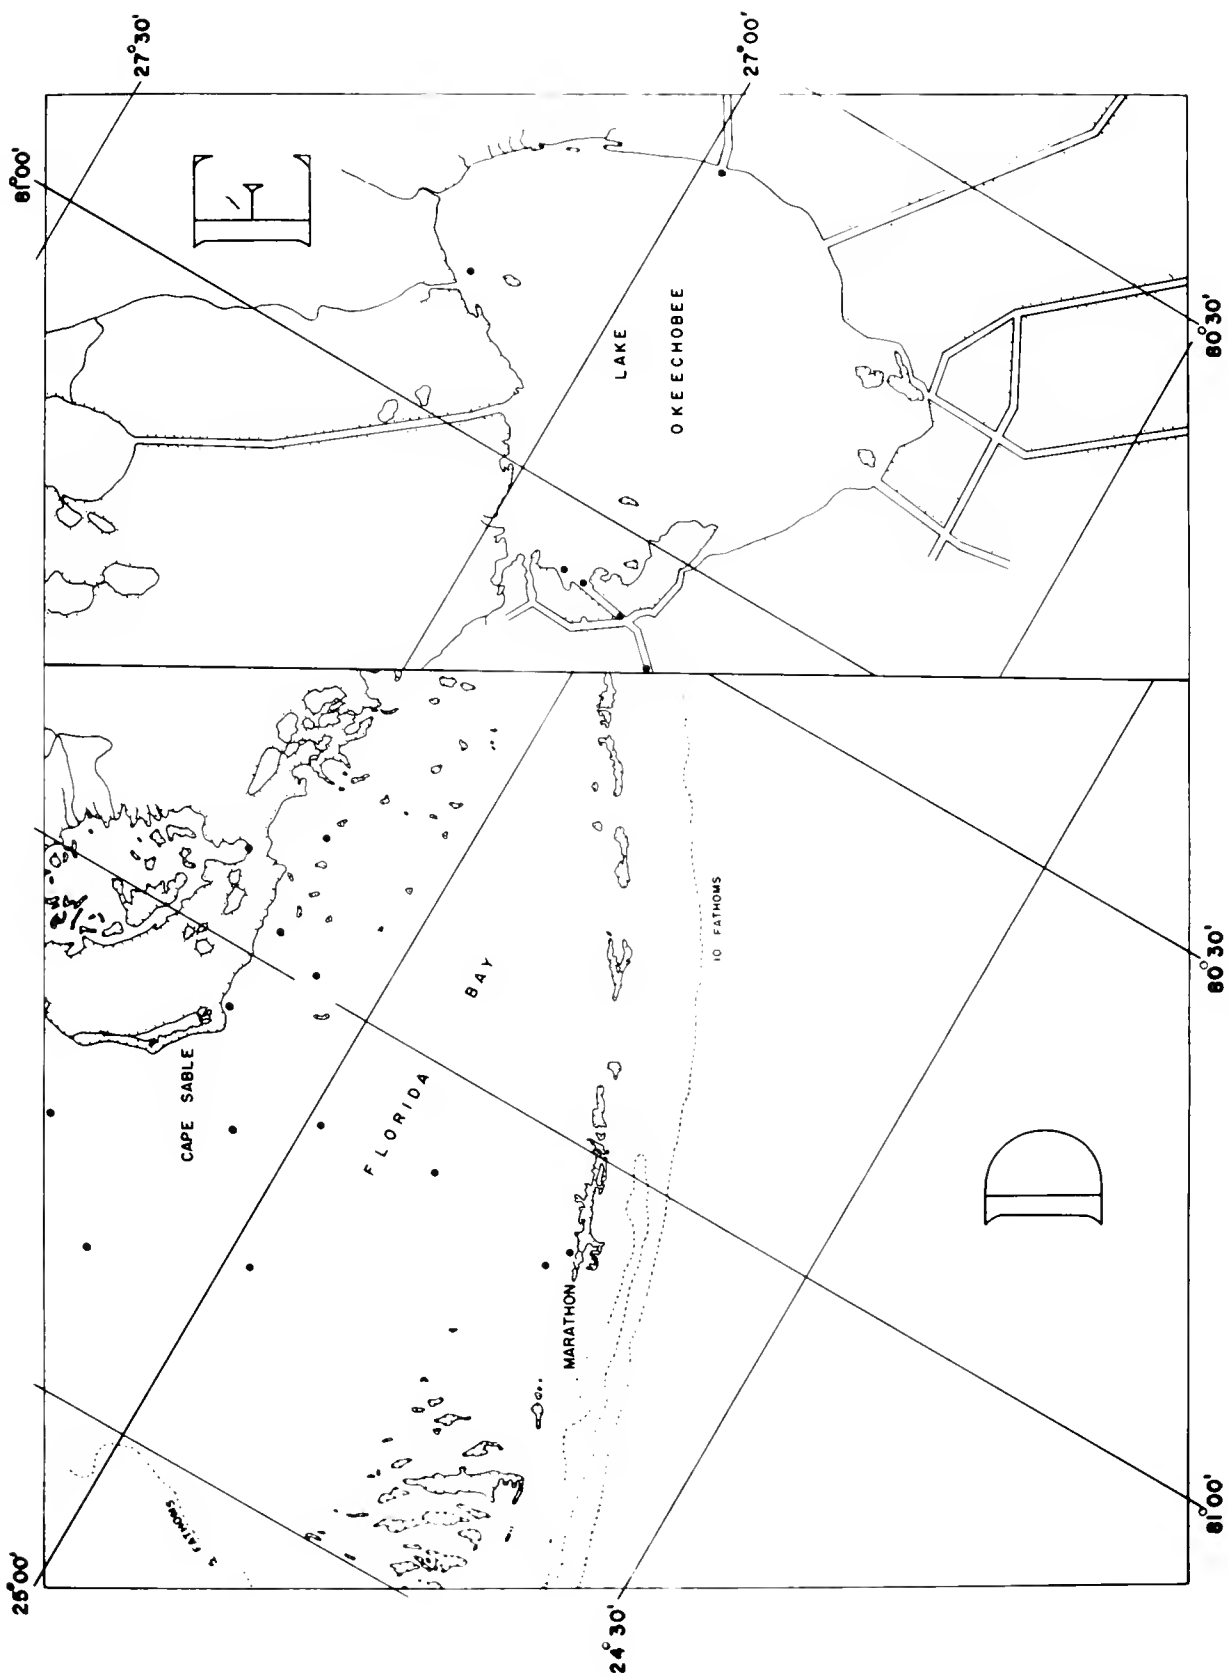 81°00'
27°30'
E
27°00'
LAKE
OKEECHOBEE
80°30'
CAPE SABLE
FLORIDA
BAY
10 FATHOMS
MARATHON
D
80°30'
25°00'
FATHOMS
24°30'
81°00'